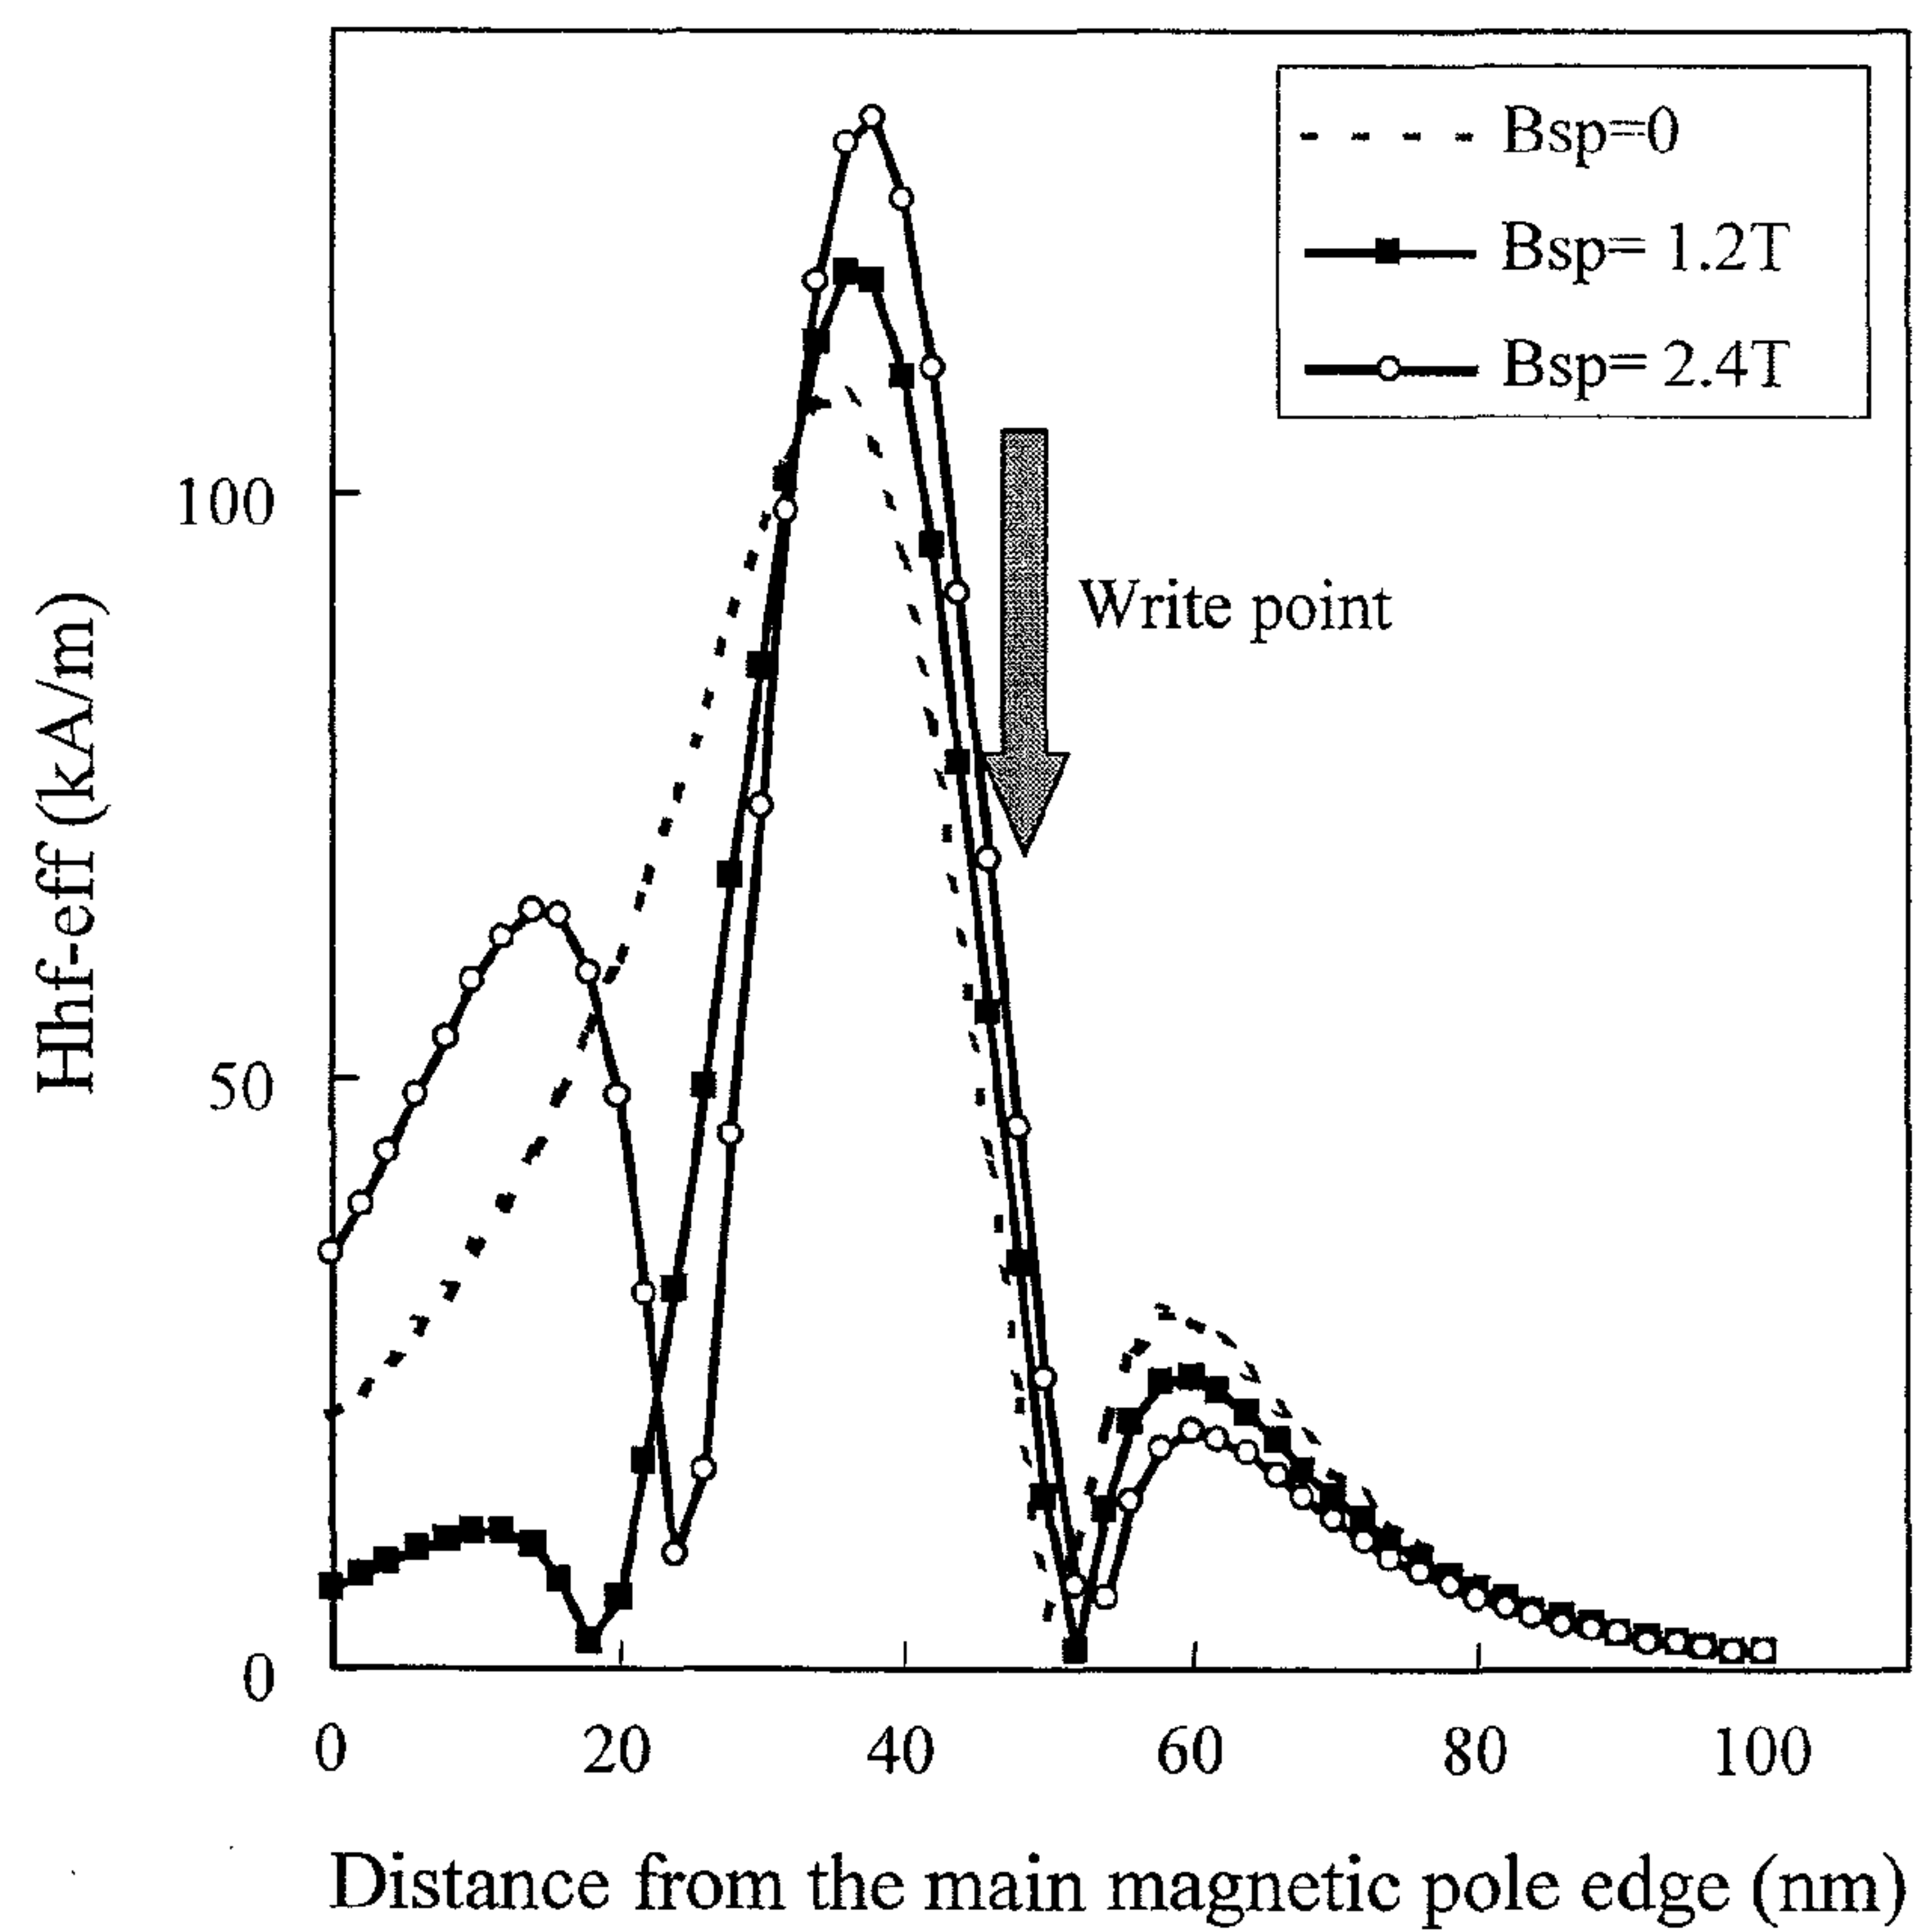 Bsp=0
Bsp= 1.2T
Bsp= 2.4T
Write point
Hhf-eff (kA/m)
100
50
0
0 20 40 60 80 100
Distance from the main magnetic pole edge (nm)